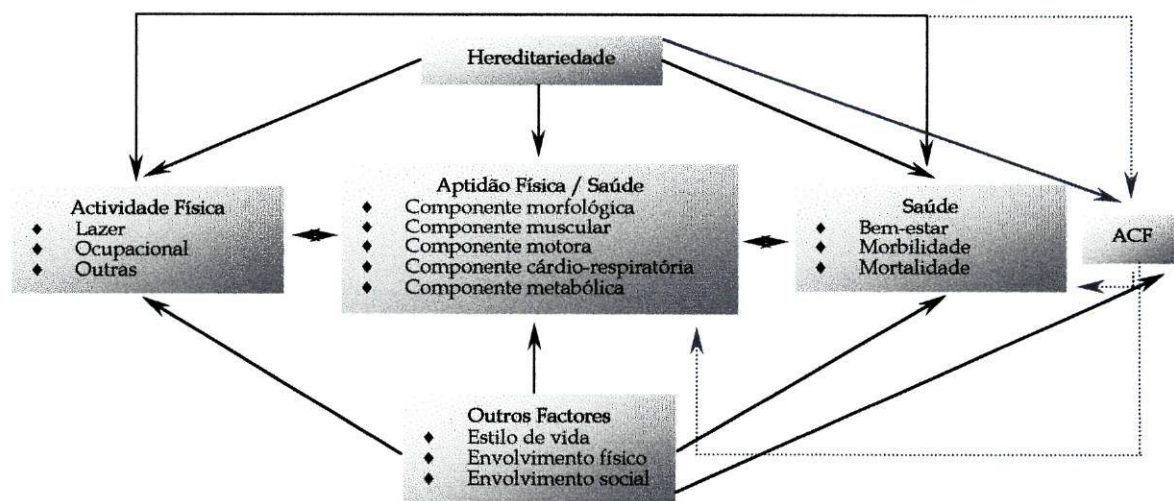 Hereditariedade
Actividade Física
♦ Lazer
♦ Ocupacional
♦ Outras
Aptidão Física / Saúde
♦ Componente morfológica
♦ Componente muscular
♦ Componente motora
♦ Componente cárdio-respiratória
♦ Componente metabólica
Saúde
♦ Bem-estar
♦ Morbilidade
♦ Mortalidade
ACF
Outros Factores
♦ Estilo de vida
♦ Envolvimento físico
♦ Envolvimento social